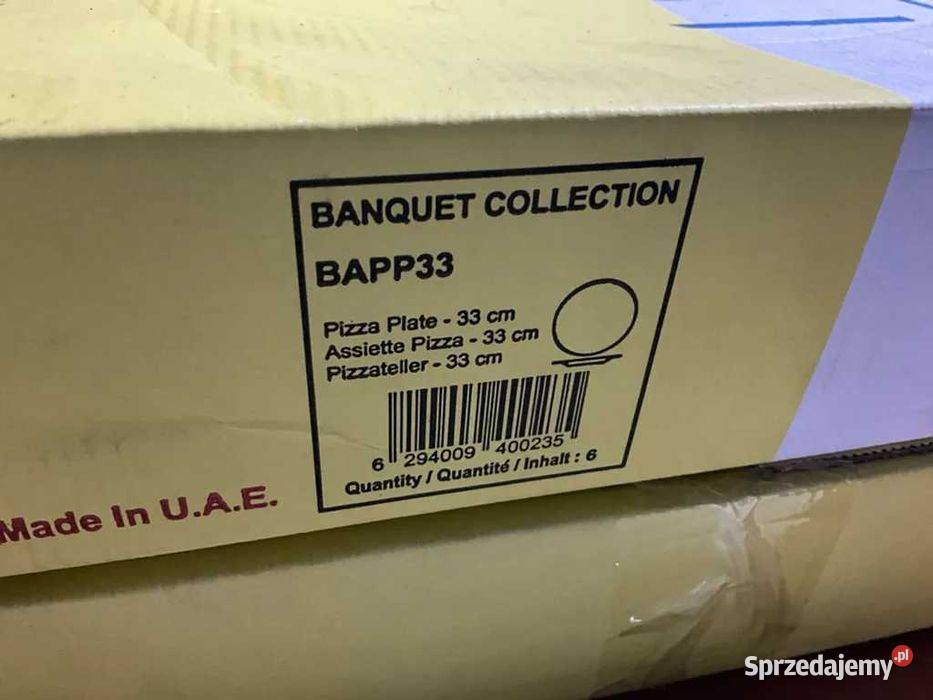 BANQUET COLLECTION
BAPP33
Pizza Plate - 33 cm
Assiette Pizza - 33 cm
Pizzateller - 33 cm
6 294009 400235
Quantity / Quantité / Inhalt : 6
Made In U.A.E.
Sprzedajemy.pl